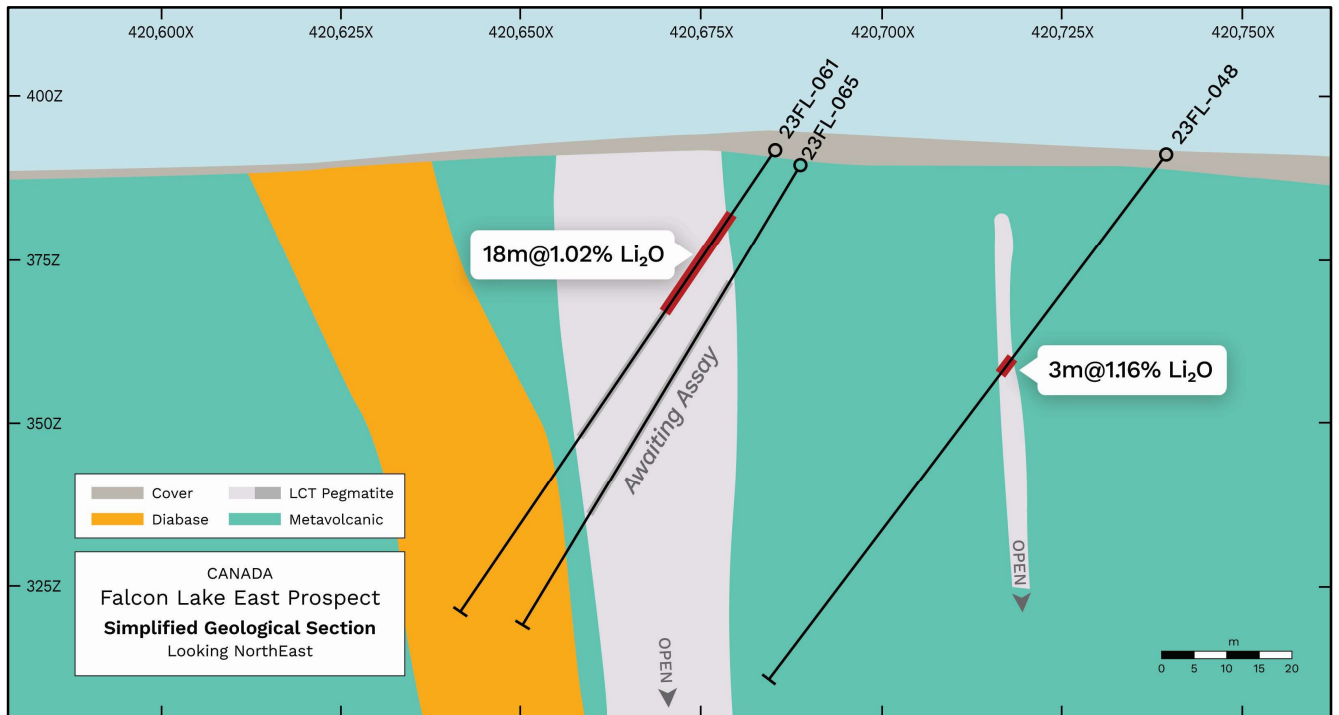 420,600X
420,625X
420,650X
420,675X
420,700X
420,725X
420,750X
400Z
375Z
350Z
325Z
23FL-061
23FL-065
23FL-048
18m@1.02% Li₂O
3m@1.16% Li₂O
Awaiting Assay
OPEN
OPEN
Cover
LCT Pegmatite
Diabase
Metavolcanic
CANADA
Falcon Lake East Prospect
Simplified Geological Section
Looking NorthEast
m
0 5 10 15 20